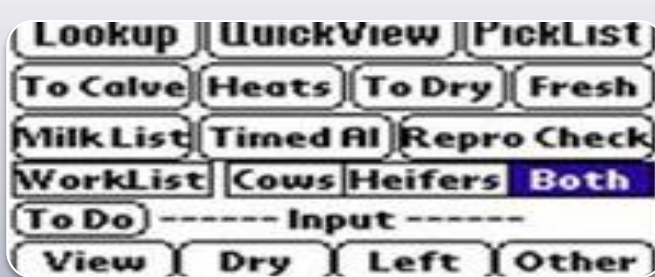 Lookup QuickView PickList
To Calve Heats To Dry Fresh
Milk List Timed AI Repro Check
WorkList Cows Heifers Both
To Do ------ Input ------
View Dry Left Other